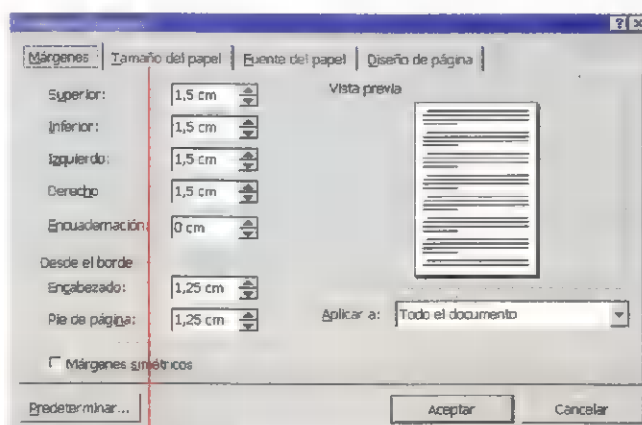 Márgenes Tamaño del papel Fuente del papel Diseño de página
Superior: 1,5 cm Vista previa
Inferior: 1,5 cm
Izquierdo: 1,5 cm
Derecho 1,5 cm
Encuadernación: 0 cm
Desde el borde
Encabezado: 1,25 cm
Pie de página: 1,25 cm Aplicar a: Todo el documento
Márgenes simétricos
Predeterminar... Aceptar Cancelar